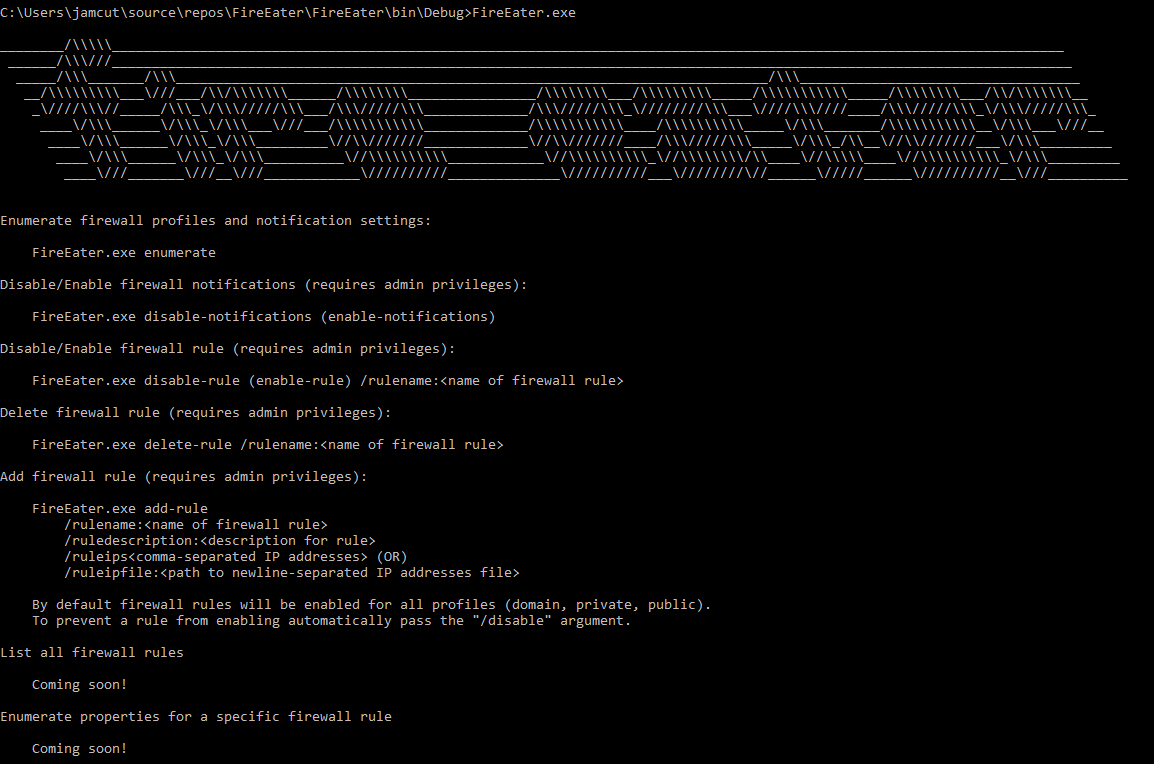 C:\Users\jamcut\source\repos\FireEater\FireEater\bin\Debug>FireEater.exe
Enumerate firewall profiles and notification settings:
FireEater.exe enumerate
Disable/Enable firewall notifications (requires admin privileges):
FireEater.exe disable-notifications (enable-notifications)
Disable/Enable firewall rule (requires admin privileges):
FireEater.exe disable-rule (enable-rule) /rulename:<name of firewall rule>
Delete firewall rule (requires admin privileges):
FireEater.exe delete-rule /rulename:<name of firewall rule>
Add firewall rule (requires admin privileges):
FireEater.exe add-rule
/rulename:<name of firewall rule>
/ruledescription:<description for rule>
/ruleips<comma-separated IP addresses> (OR)
/ruleipfile:<path to newline-separated IP addresses file>
By default firewall rules will be enabled for all profiles (domain, private, public).
To prevent a rule from enabling automatically pass the "/disable" argument.
List all firewall rules
Coming soon!
Enumerate properties for a specific firewall rule
Coming soon!